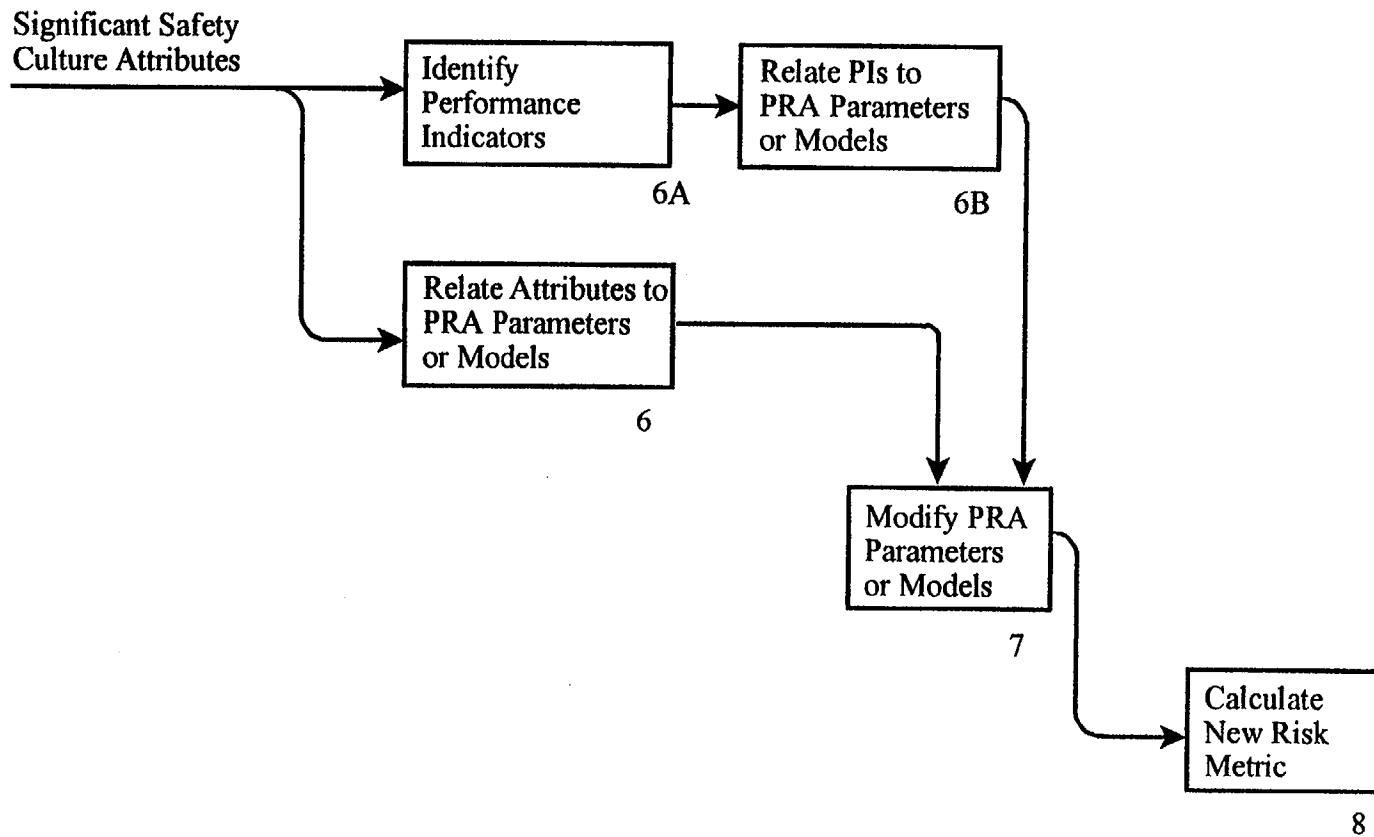 Significant Safety
Culture Attributes
Identify
Performance
Indicators
6A
Relate PIs to
PRA Parameters
or Models
6B
Relate Attributes to
PRA Parameters
or Models
6
Modify PRA
Parameters
or Models
7
Calculate
New Risk
Metric
8